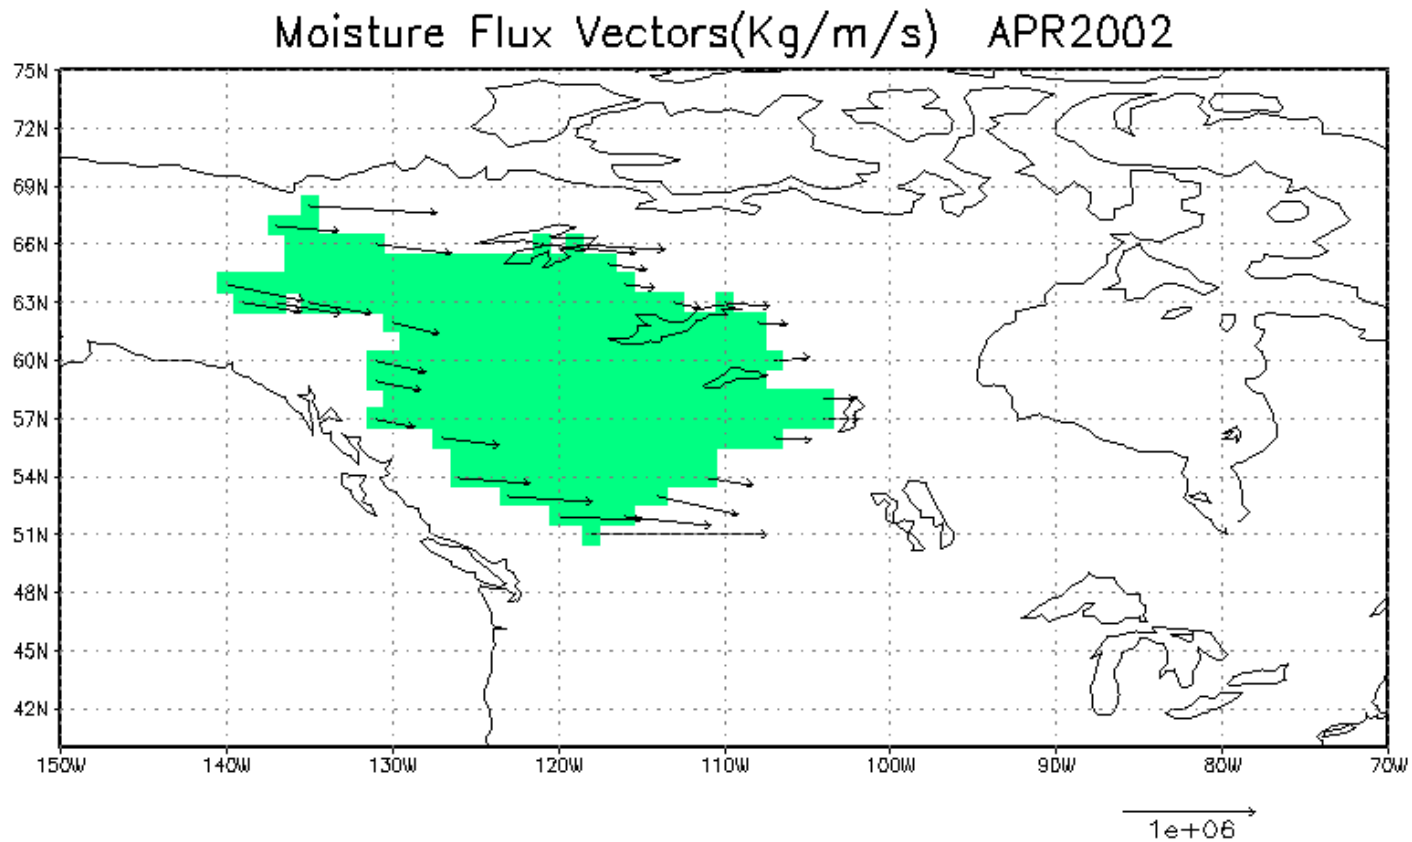 Moisture Flux Vectors(Kg/m/s) APR2002
75N
72N
69N
66N
63N
60N
57N
54N
51N
48N
45N
42N
150W 140W 130W 120W 110W 100W 90W 80W 70W
1e+06